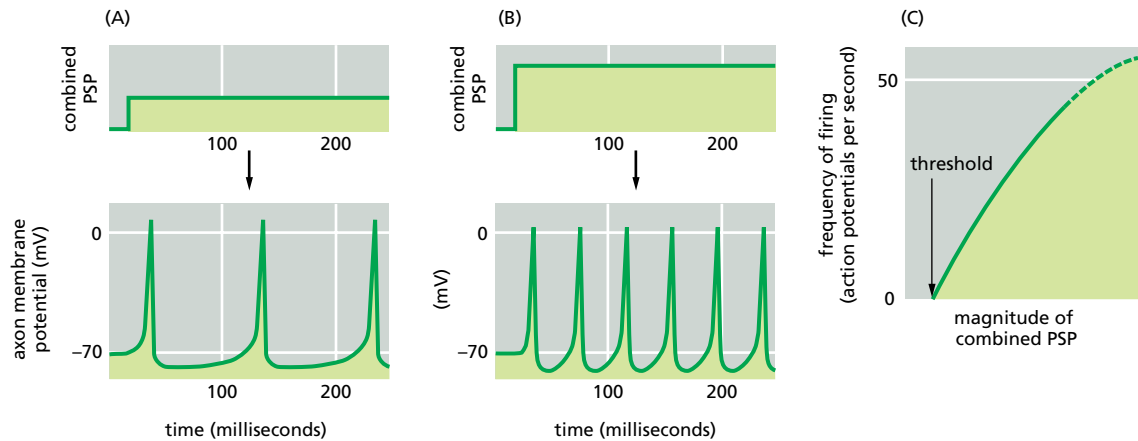 (A)
combined
PSP
100
200
axon membrane
potential (mV)
0
–70
100
200
time (milliseconds)
(B)
combined
PSP
100
200
(mV)
0
–70
100
200
time (milliseconds)
(C)
frequency of firing
(action potentials per second)
50
threshold
0
magnitude of
combined PSP